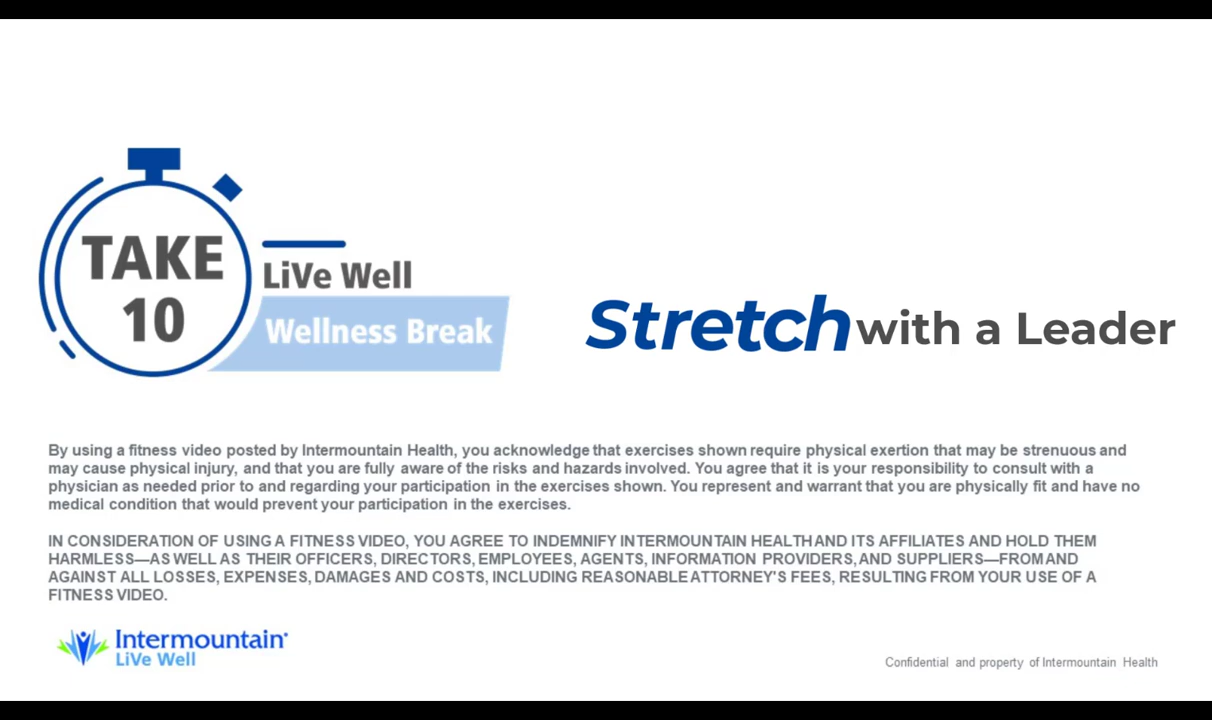 TAKE
10
LiVe Well
Wellness Break
Stretch with a Leader
By using a fitness video posted by Intermountain Health, you acknowledge that exercises shown require physical exertion that may be strenuous and
may cause physical injury, and that you are fully aware of the risks and hazards involved. You agree that it is your responsibility to consult with a
physician as needed prior to and regarding your participation in the exercises shown. You represent and warrant that you are physically fit and have no
medical condition that would prevent your participation in the exercises.
IN CONSIDERATION OF USING A FITNESS VIDEO, YOU AGREE TO INDEMNIFY INTERMOUNTAIN HEALTH AND ITS AFFILIATES AND HOLD THEM
HARMLESS—AS WELL AS THEIR OFFICERS, DIRECTORS, EMPLOYEES, AGENTS, INFORMATION PROVIDERS, AND SUPPLIERS—FROM AND
AGAINST ALL LOSSES, EXPENSES, DAMAGES AND COSTS, INCLUDING REASONABLE ATTORNEY'S FEES, RESULTING FROM YOUR USE OF A
FITNESS VIDEO.
Intermountain
LiVe Well
Confidential and property of Intermountain Health